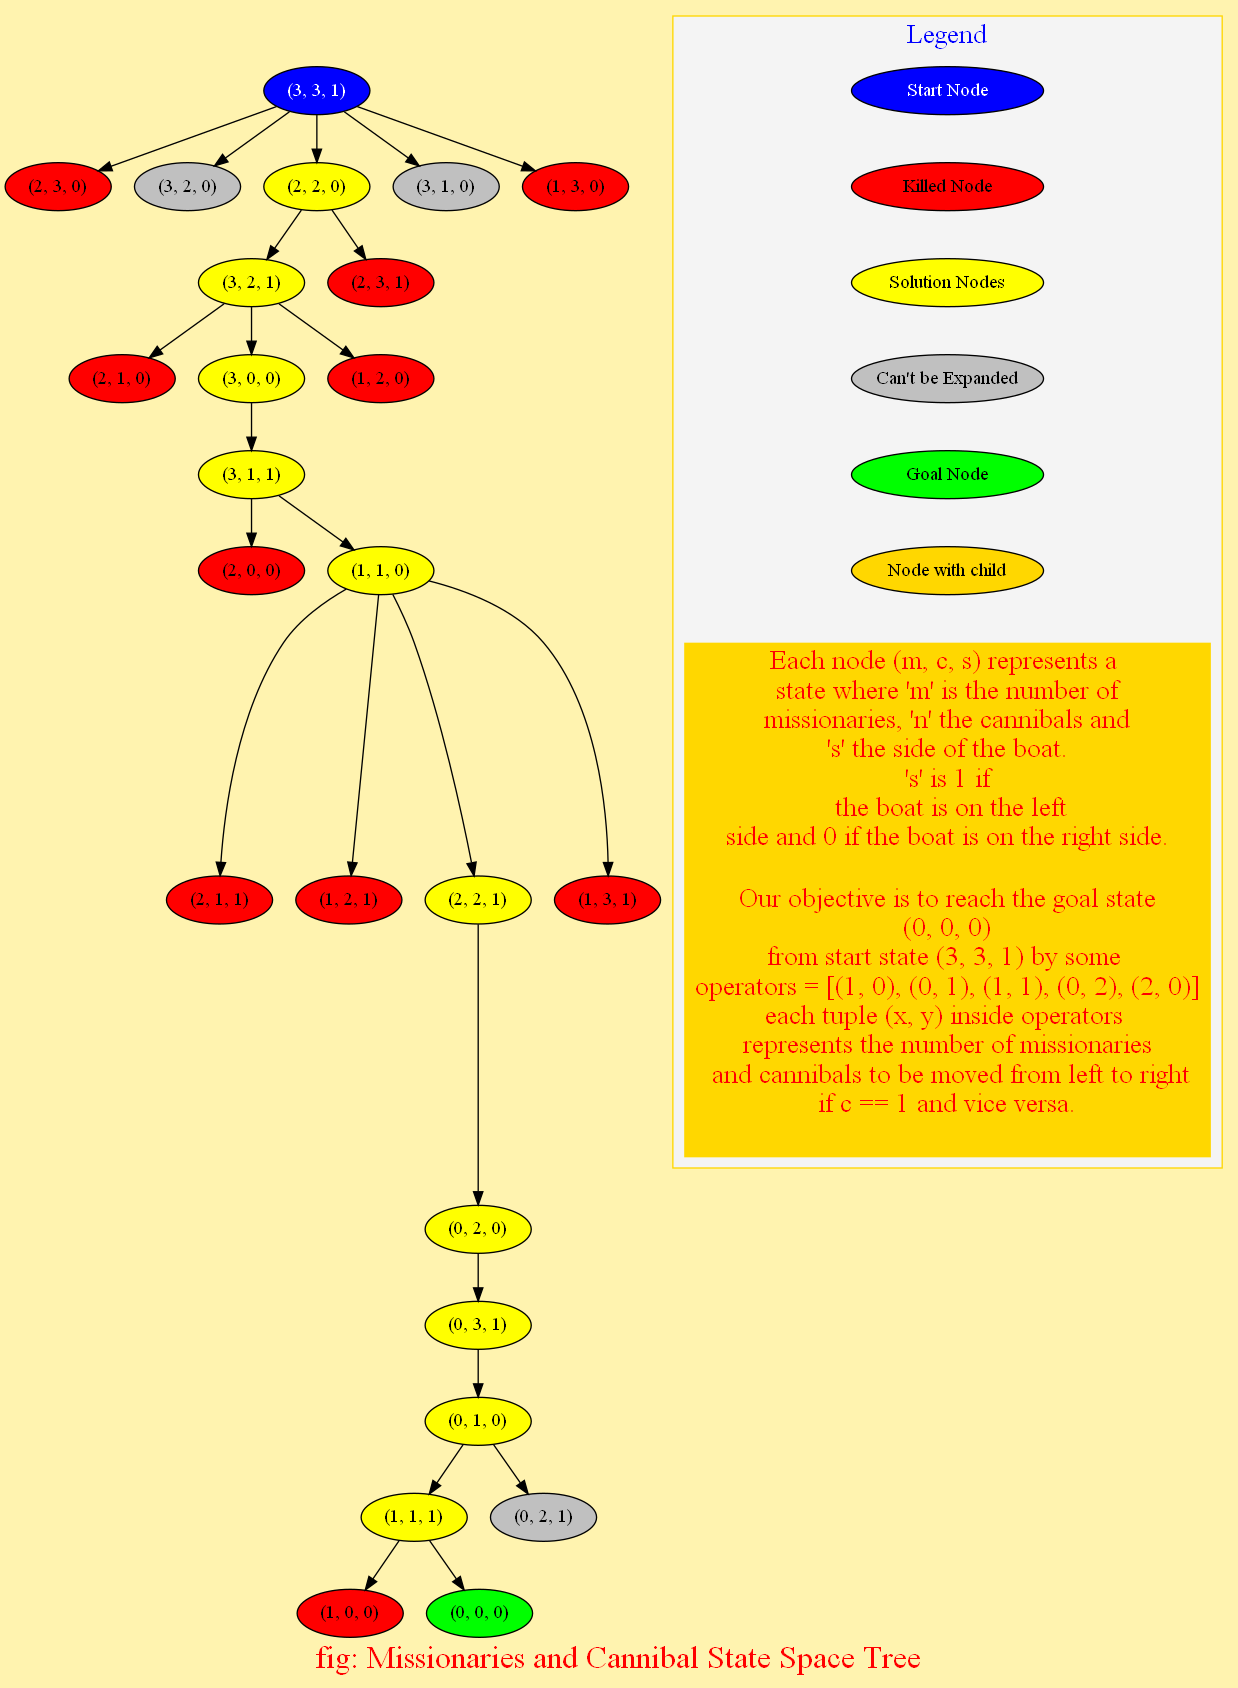 Legend
(3, 3, 1)
Start Node
(2, 3, 0)
(3, 2, 0)
(2, 2, 0)
(3, 1, 0)
(1, 3, 0)
Killed Node
(3, 2, 1)
(2, 3, 1)
Solution Nodes
(2, 1, 0)
(3, 0, 0)
(1, 2, 0)
Can't be Expanded
(3, 1, 1)
Goal Node
(2, 0, 0)
(1, 1, 0)
Node with child
Each node (m, c, s) represents a
state where 'm' is the number of
missionaries, 'n' the cannibals and
's' the side of the boat.
's' is 1 if
the boat is on the left
side and 0 if the boat is on the right side.
Our objective is to reach the goal state
(0, 0, 0)
from start state (3, 3, 1) by some
operators = [(1, 0), (0, 1), (1, 1), (0, 2), (2, 0)]
each tuple (x, y) inside operators
represents the number of missionaries
and cannibals to be moved from left to right
if c == 1 and vice versa.
(2, 1, 1)
(1, 2, 1)
(2, 2, 1)
(1, 3, 1)
(0, 2, 0)
(0, 3, 1)
(0, 1, 0)
(1, 1, 1)
(0, 2, 1)
(1, 0, 0)
(0, 0, 0)
fig: Missionaries and Cannibal State Space Tree